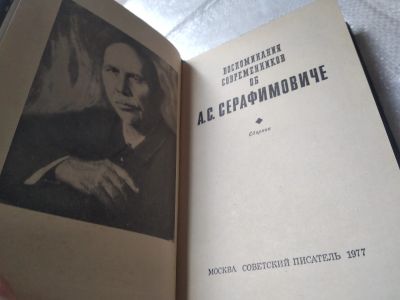 ВОСПОМИНАНИЯ
СОВРЕМЕННИКОВ
ОБ
А.С. СЕРАФИМОВИЧЕ
Сборник
МОСКВА СОВЕТСКИЙ ПИСАТЕЛЬ 1977